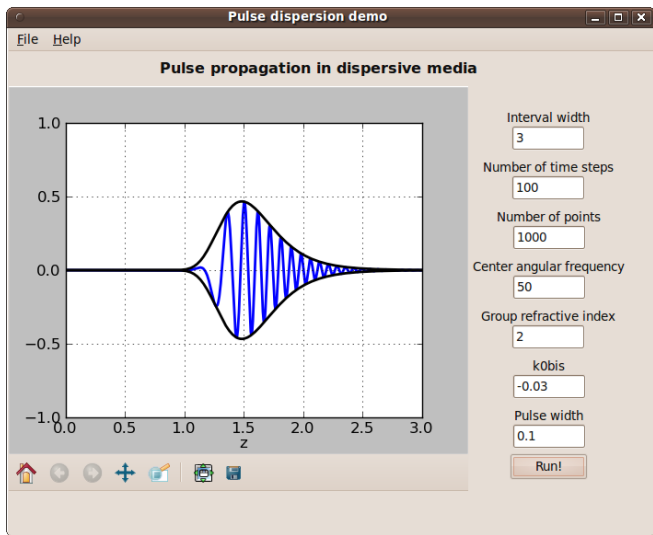 Pulse dispersion demo
File Help
Pulse propagation in dispersive media
1.0
0.5
0.0
−0.5
−1.0
0.0 0.5 1.0 1.5 2.0 2.5 3.0
z
Interval width
3
Number of time steps
100
Number of points
1000
Center angular frequency
50
Group refractive index
2
k0bis
-0.03
Pulse width
0.1
Run!